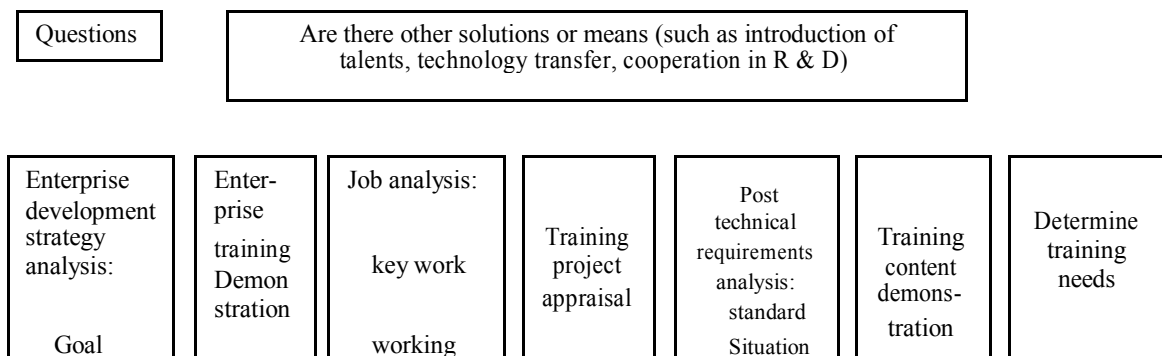 Questions
Are there other solutions or means (such as introduction of
talents, technology transfer, cooperation in R & D)
Enterprise
development
strategy
analysis:
Goal
Enter-
prise
training
Demon
stration
Job analysis:
key work
working
Training
project
appraisal
Post
technical
requirements
analysis:
standard
Situation
Training
content
demons-
tration
Determine
training
needs